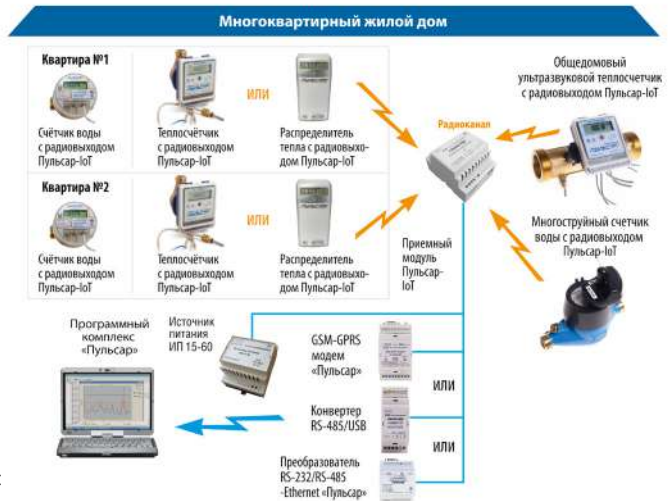 Многоквартирный жилой дом
Квартира №1
Счётчик воды
с радиовыходом
Пульсар-IoT
Теплосчётчик
с радиовыходом
Пульсар-IoT
ИЛИ
Распределитель
тепла с радиовыхо-
дом Пульсар-IoT
Квартира №2
Счётчик воды
с радиовыходом
Пульсар-IoT
Теплосчётчик
с радиовыходом
Пульсар-IoT
ИЛИ
Распределитель
тепла с радиовыхо-
дом Пульсар-IoT
Радиоканал
Приемный
модуль
Пульсар-
IoT
Общедомовый
ультразвуковой теплосчетчик
с радиовыходом Пульсар-IoT
Многоструйный счетчик
воды с радиовыходом
Пульсар-IoT
Программный
комплекс
«Пульсар»
Источник
питания
ИП 15-60
GSM-GPRS
модем
«Пульсар»
ИЛИ
Конвертер
RS-485/USB
ИЛИ
Преобразователь
RS-232/RS-485
-Ethernet «Пульсар»